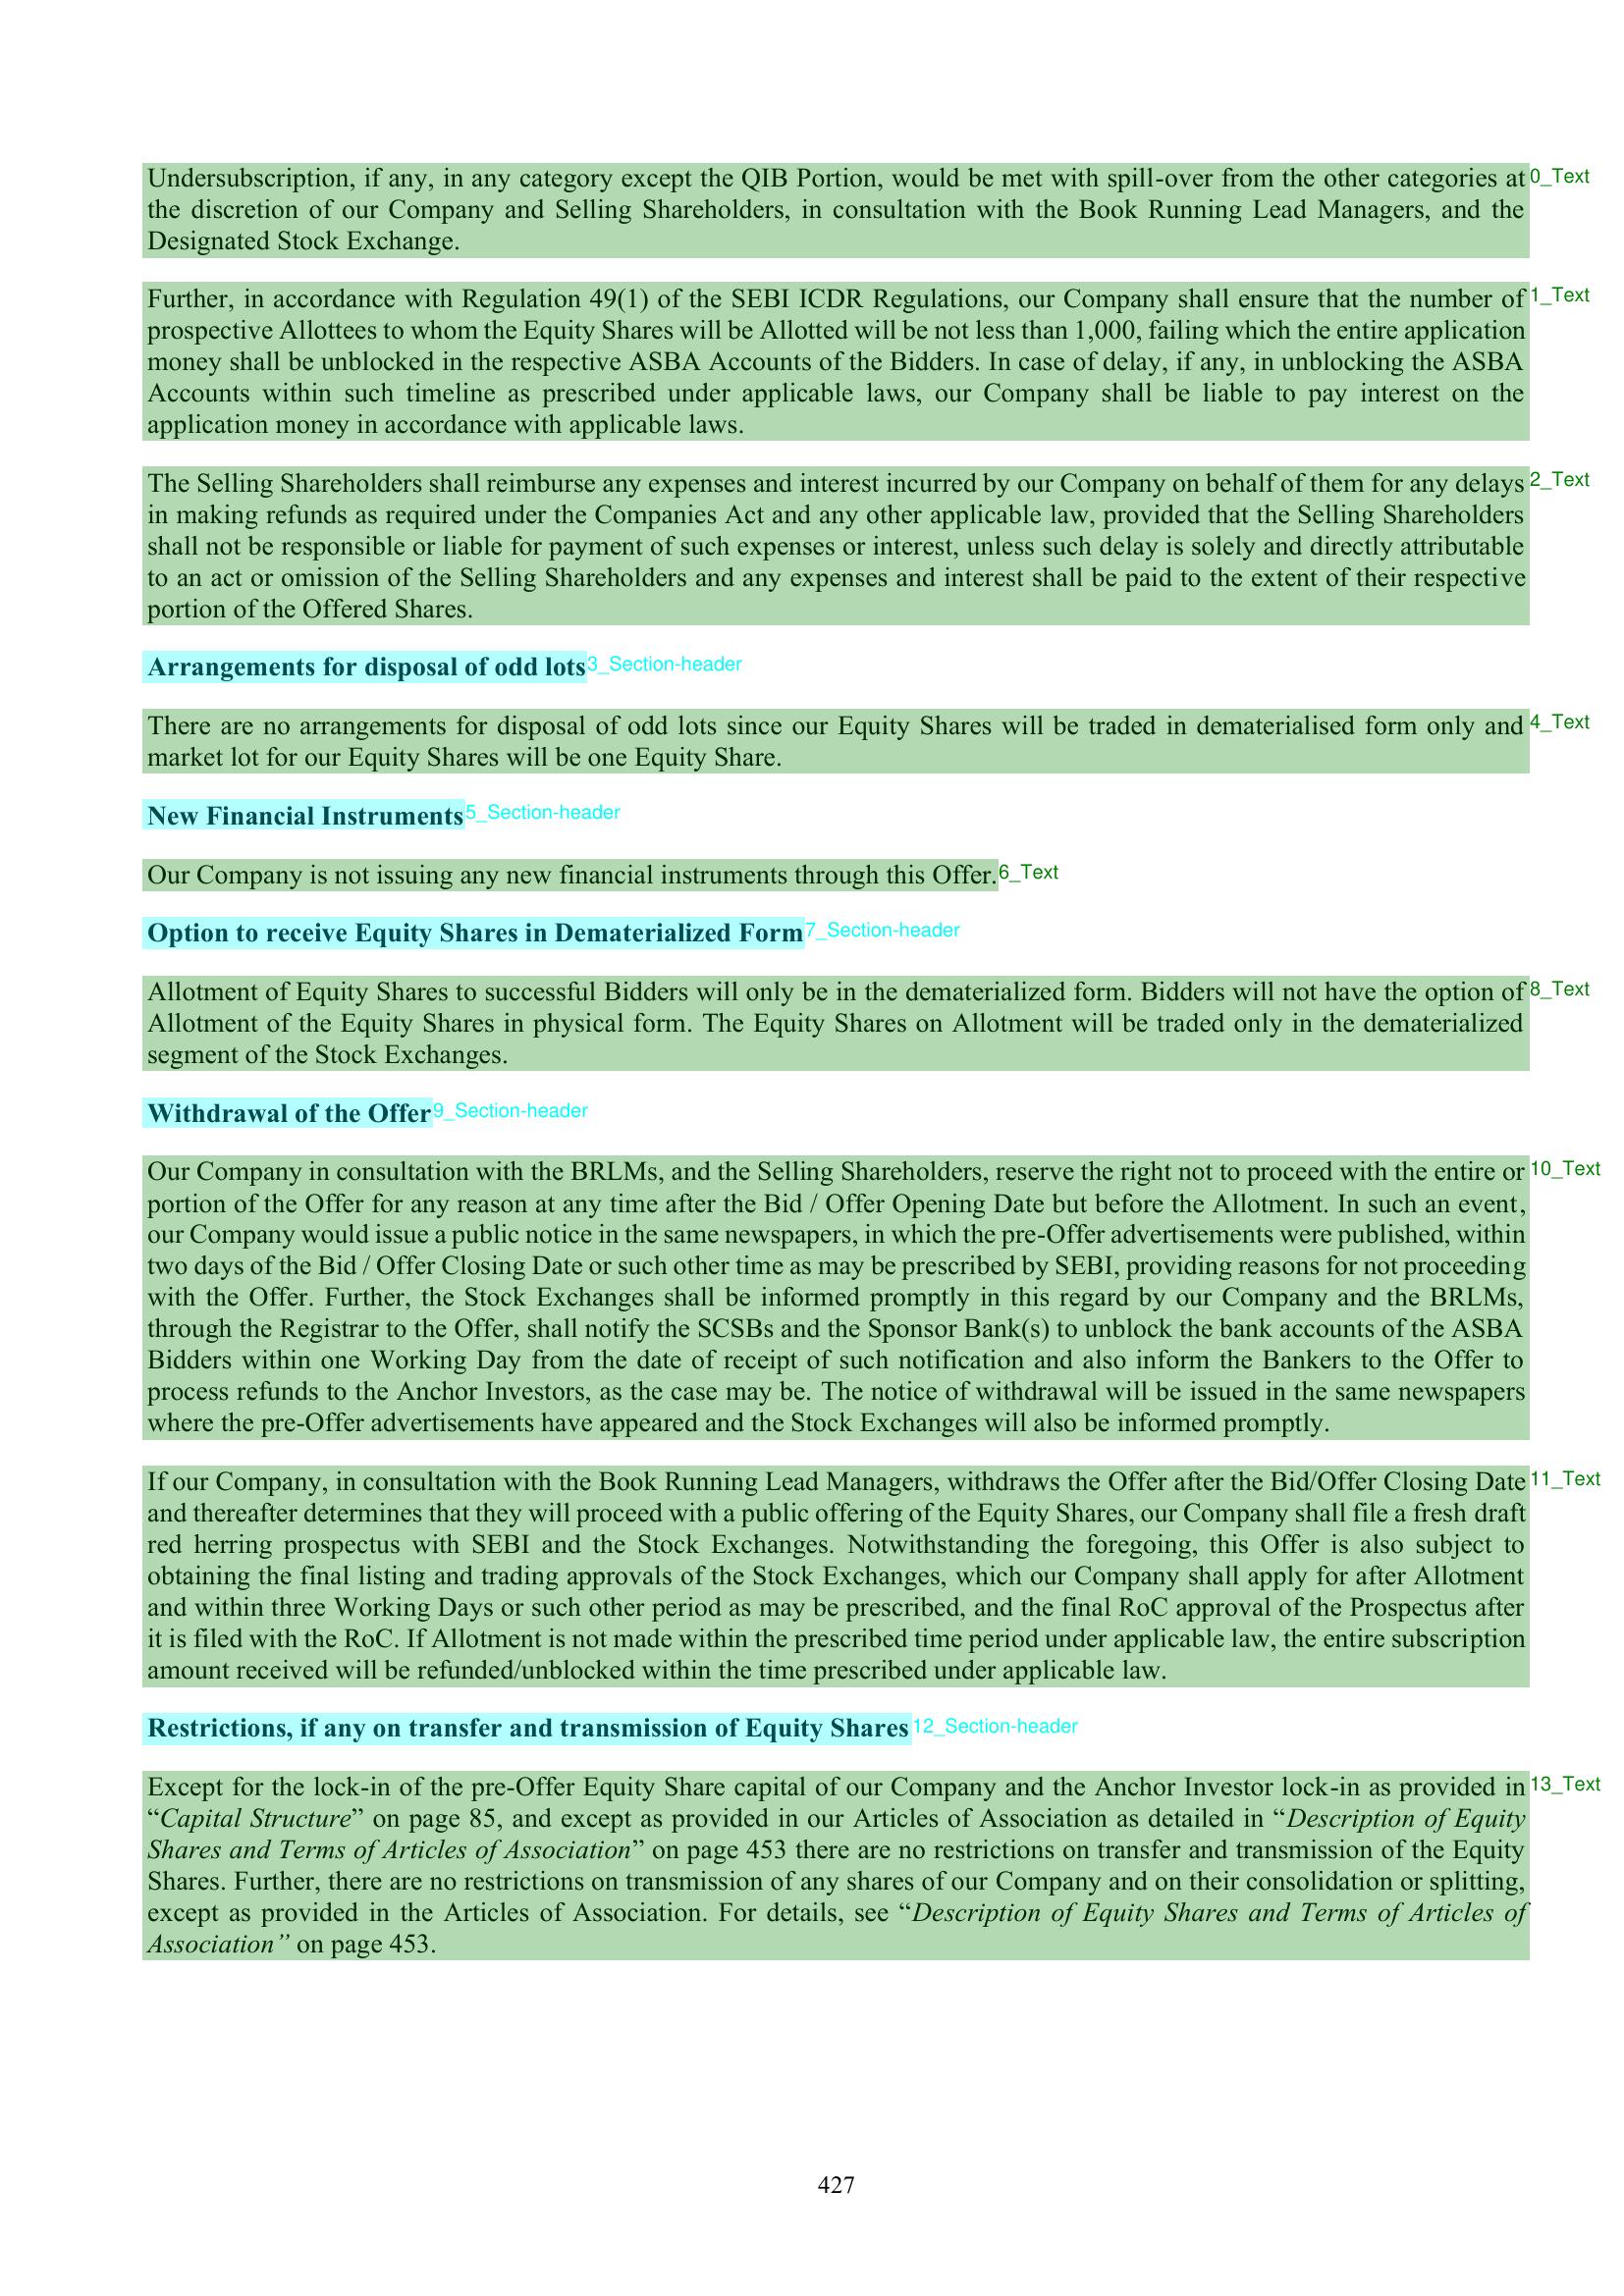 Undersubscription, if any, in any category except the QIB Portion, would be met with spill-over from the other categories at 0_Text
the discretion of our Company and Selling Shareholders, in consultation with the Book Running Lead Managers, and the
Designated Stock Exchange.
Further, in accordance with Regulation 49(1) of the SEBI ICDR Regulations, our Company shall ensure that the number of 1_Text
prospective Allottees to whom the Equity Shares will be Allotted will be not less than 1,000, failing which the entire application
money shall be unblocked in the respective ASBA Accounts of the Bidders. In case of delay, if any, in unblocking the ASBA
Accounts within such timeline as prescribed under applicable laws, our Company shall be liable to pay interest on the
application money in accordance with applicable laws.
The Selling Shareholders shall reimburse any expenses and interest incurred by our Company on behalf of them for any delays 2_Text
in making refunds as required under the Companies Act and any other applicable law, provided that the Selling Shareholders
shall not be responsible or liable for payment of such expenses or interest, unless such delay is solely and directly attributable
to an act or omission of the Selling Shareholders and any expenses and interest shall be paid to the extent of their respective
portion of the Offered Shares.
Arrangements for disposal of odd lots 3_Section-header
There are no arrangements for disposal of odd lots since our Equity Shares will be traded in dematerialised form only and 4_Text
market lot for our Equity Shares will be one Equity Share.
New Financial Instruments 5_Section-header
Our Company is not issuing any new financial instruments through this Offer. 6_Text
Option to receive Equity Shares in Dematerialized Form 7_Section-header
Allotment of Equity Shares to successful Bidders will only be in the dematerialized form. Bidders will not have the option of 8_Text
Allotment of the Equity Shares in physical form. The Equity Shares on Allotment will be traded only in the dematerialized
segment of the Stock Exchanges.
Withdrawal of the Offer 9_Section-header
Our Company in consultation with the BRLMs, and the Selling Shareholders, reserve the right not to proceed with the entire or 10_Text
portion of the Offer for any reason at any time after the Bid / Offer Opening Date but before the Allotment. In such an event,
our Company would issue a public notice in the same newspapers, in which the pre-Offer advertisements were published, within
two days of the Bid / Offer Closing Date or such other time as may be prescribed by SEBI, providing reasons for not proceeding
with the Offer. Further, the Stock Exchanges shall be informed promptly in this regard by our Company and the BRLMs,
through the Registrar to the Offer, shall notify the SCSBs and the Sponsor Bank(s) to unblock the bank accounts of the ASBA
Bidders within one Working Day from the date of receipt of such notification and also inform the Bankers to the Offer to
process refunds to the Anchor Investors, as the case may be. The notice of withdrawal will be issued in the same newspapers
where the pre-Offer advertisements have appeared and the Stock Exchanges will also be informed promptly.
If our Company, in consultation with the Book Running Lead Managers, withdraws the Offer after the Bid/Offer Closing Date 11_Text
and thereafter determines that they will proceed with a public offering of the Equity Shares, our Company shall file a fresh draft
red herring prospectus with SEBI and the Stock Exchanges. Notwithstanding the foregoing, this Offer is also subject to
obtaining the final listing and trading approvals of the Stock Exchanges, which our Company shall apply for after Allotment
and within three Working Days or such other period as may be prescribed, and the final RoC approval of the Prospectus after
it is filed with the RoC. If Allotment is not made within the prescribed time period under applicable law, the entire subscription
amount received will be refunded/unblocked within the time prescribed under applicable law.
Restrictions, if any on transfer and transmission of Equity Shares 12_Section-header
Except for the lock-in of the pre-Offer Equity Share capital of our Company and the Anchor Investor lock-in as provided in 13_Text
“Capital Structure” on page 85, and except as provided in our Articles of Association as detailed in “Description of Equity
Shares and Terms of Articles of Association” on page 453 there are no restrictions on transfer and transmission of the Equity
Shares. Further, there are no restrictions on transmission of any shares of our Company and on their consolidation or splitting,
except as provided in the Articles of Association. For details, see “Description of Equity Shares and Terms of Articles of
Association” on page 453.
427